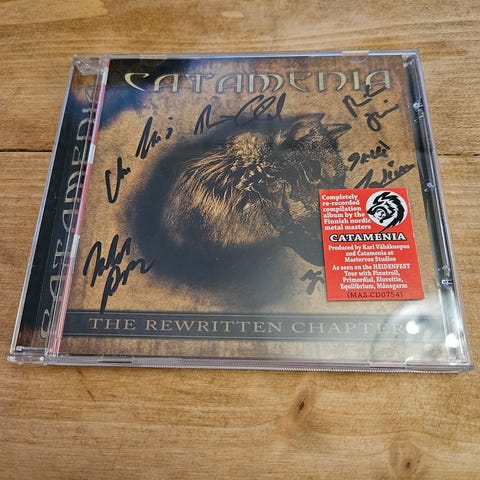 CATAMENIA
CATAMENIA
Completely
re-recorded
compilation
album by the
Finnish nordic
metal masters
CATAMENIA
Produced by Kari Vähäkuopus
and Catamenia at
Mastervox Studios
As seen on the HEIDENFEST
Tour with Finntroll,
Primordial, Eluveitie,
Equilibrium, Månegarm
(MAS CD0754)
THE REWRITTEN CHAPTERS